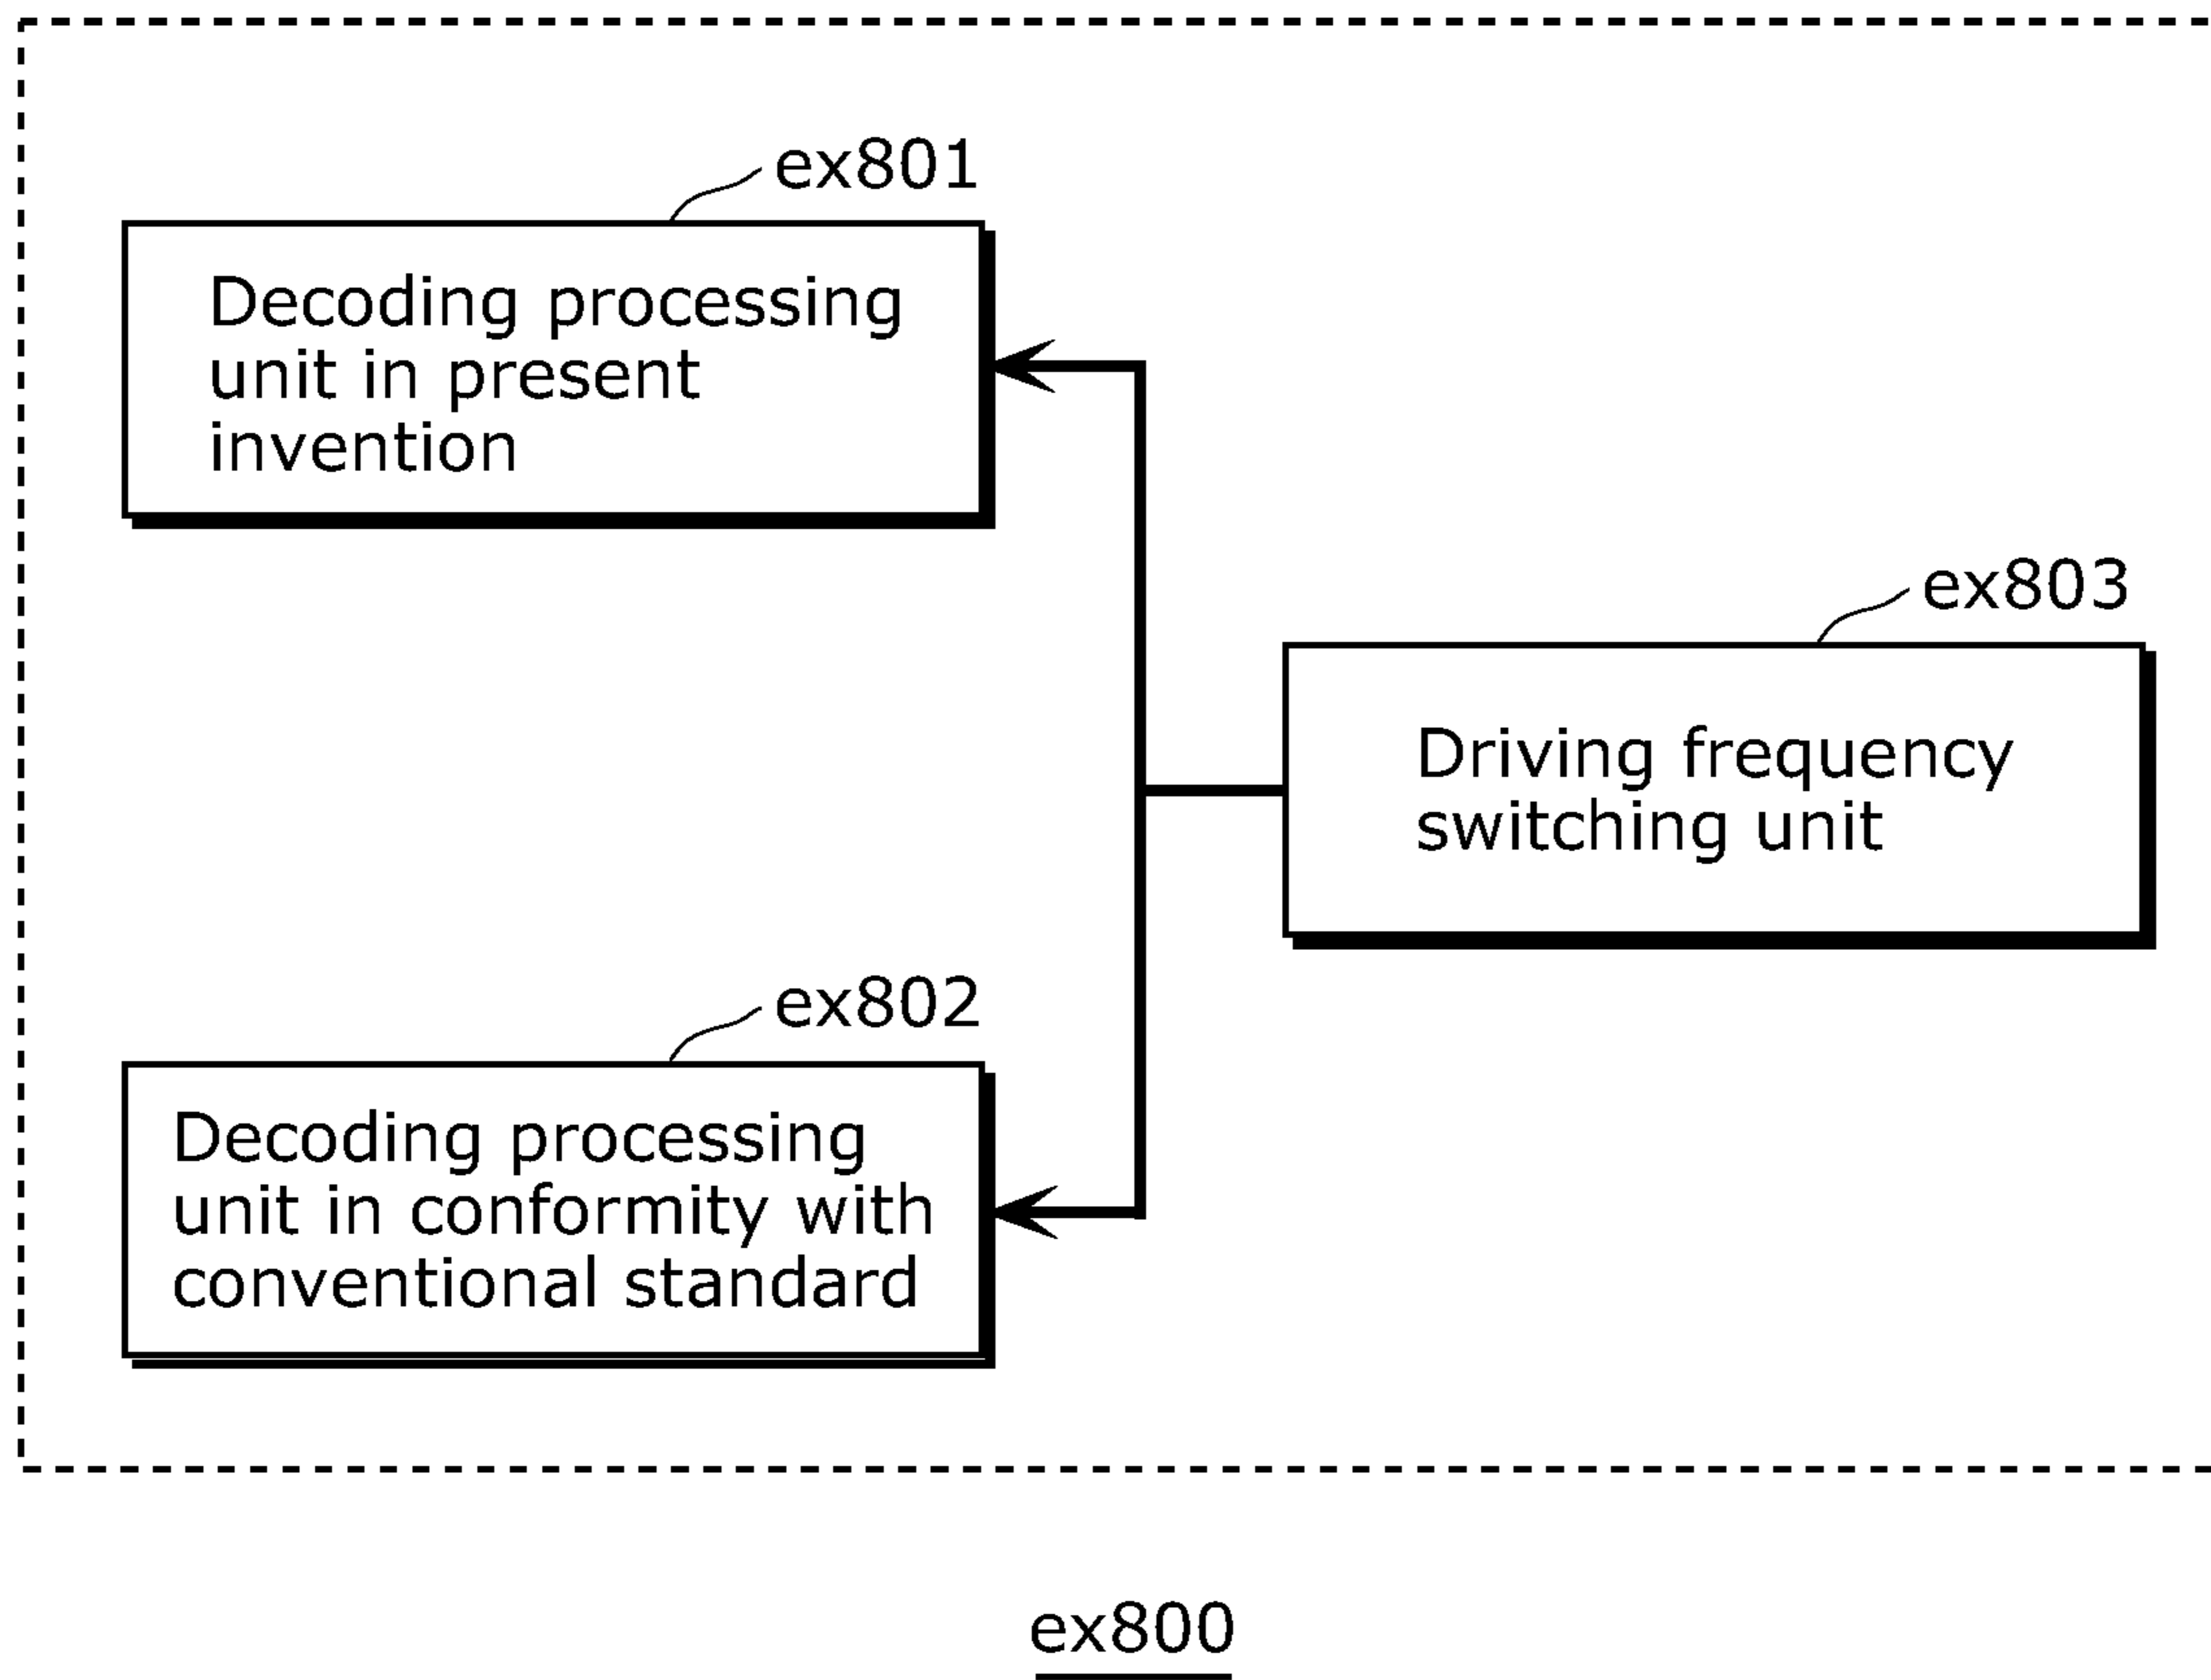 ex801
Decoding processing
unit in present
invention
ex803
Driving frequency
switching unit
ex802
Decoding processing
unit in conformity with
conventional standard
ex800